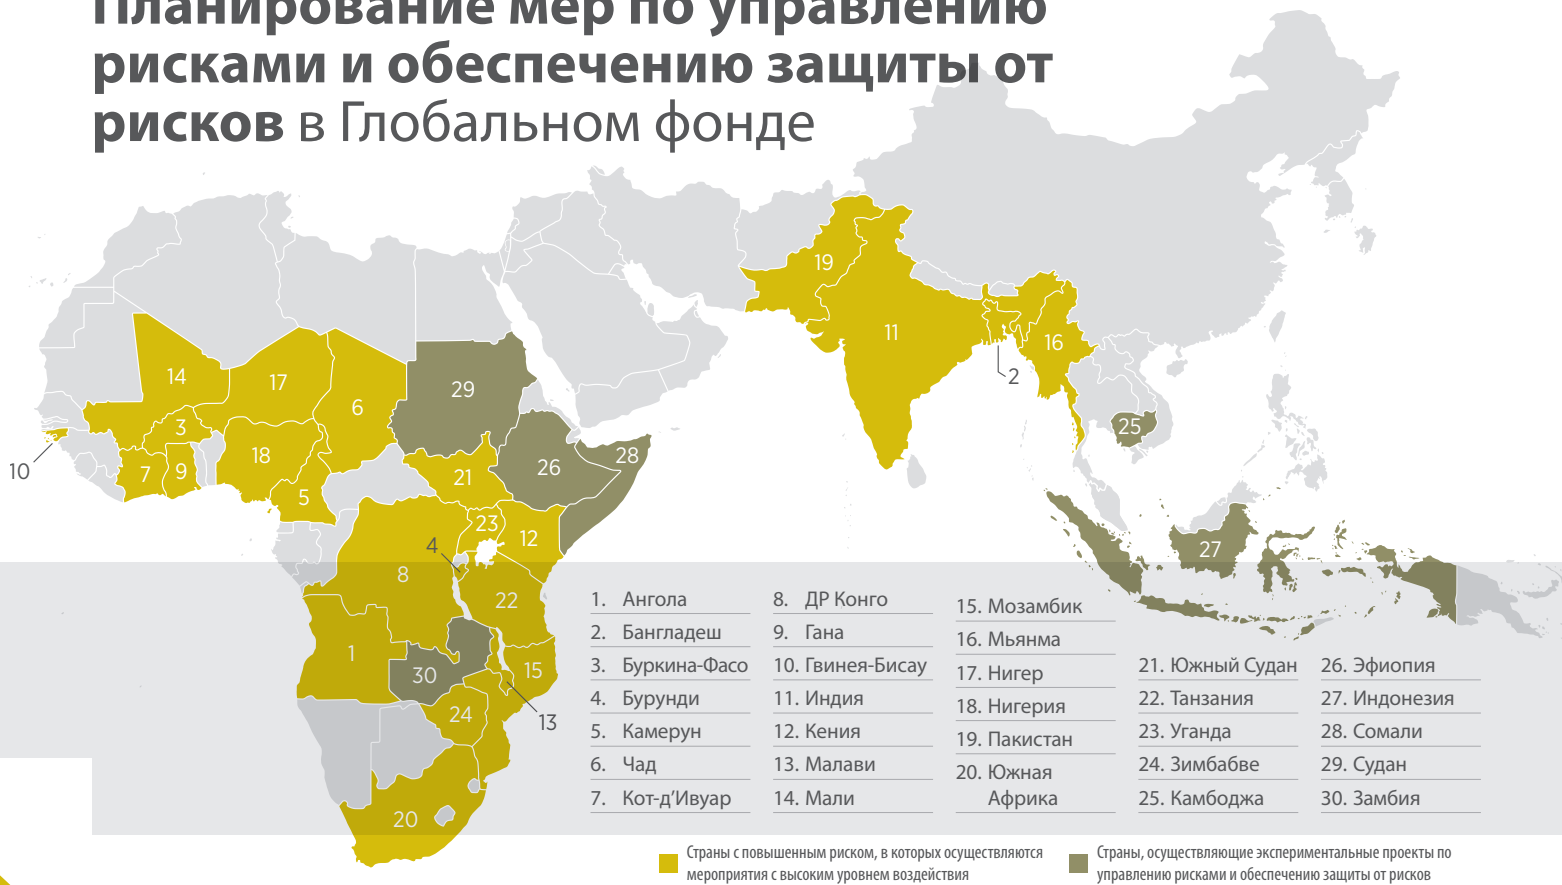 Планирование мер по управлению
рисками и обеспечению защиты от
рисков в Глобальном фонде
19
11
16
2
14
17
6
29
3
25
10
7
9
18
5
21
26
28
23
12
4
8
27
22
1
30
15
24
13
20
1. Ангола
2. Бангладеш
3. Буркина-Фасо
4. Бурунди
5. Камерун
6. Чад
7. Кот-д’Ивуар
8. ДР Конго
9. Гана
10. Гвинея-Бисау
11. Индия
12. Кения
13. Малави
14. Мали
15. Мозамбик
16. Мьянма
17. Нигер
18. Нигерия
19. Пакистан
20. Южная
Африка
21. Южный Судан
22. Танзания
23. Уганда
24. Зимбабве
25. Камбоджа
26. Эфиопия
27. Индонезия
28. Сомали
29. Судан
30. Замбия
Страны с повышенным риском, в которых осуществляются
мероприятия с высоким уровнем воздействия
Страны, осуществляющие экспериментальные проекты по
управлению рисками и обеспечению защиты от рисков